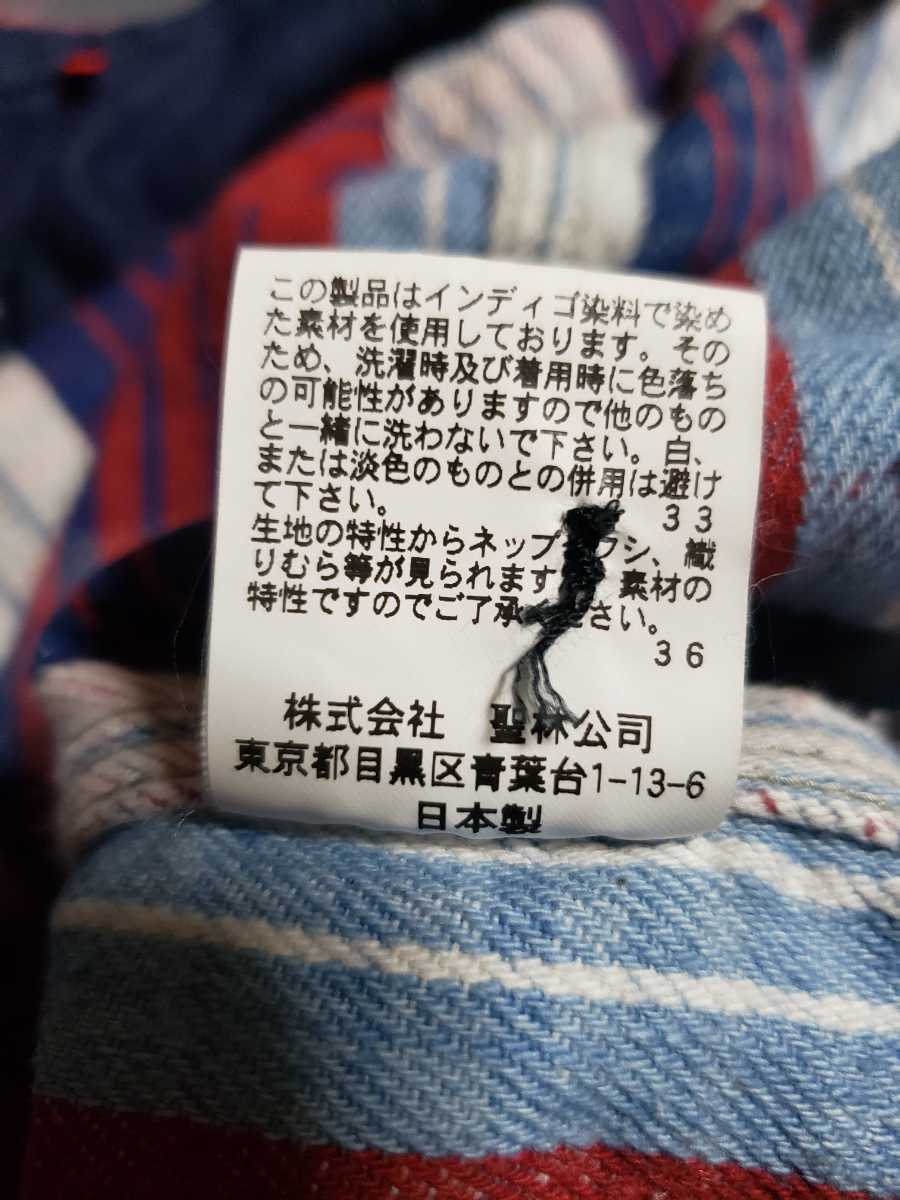 この製品はインディゴ染料で染め
た素材を使用しております。その
ため、洗濯時及び着用時に色落ち
の可能性がありますので他のもの
と一緒に洗わないで下さい。白、
または淡色のものとの併用は避け
て下さい。
33
生地の特性からネップ ラシ、織
りむら等が見られます 素材の
特性ですのでご了承 ださい。
36
株式会社 聖林公司
東京都目黒区青葉台1-13-6
日本製